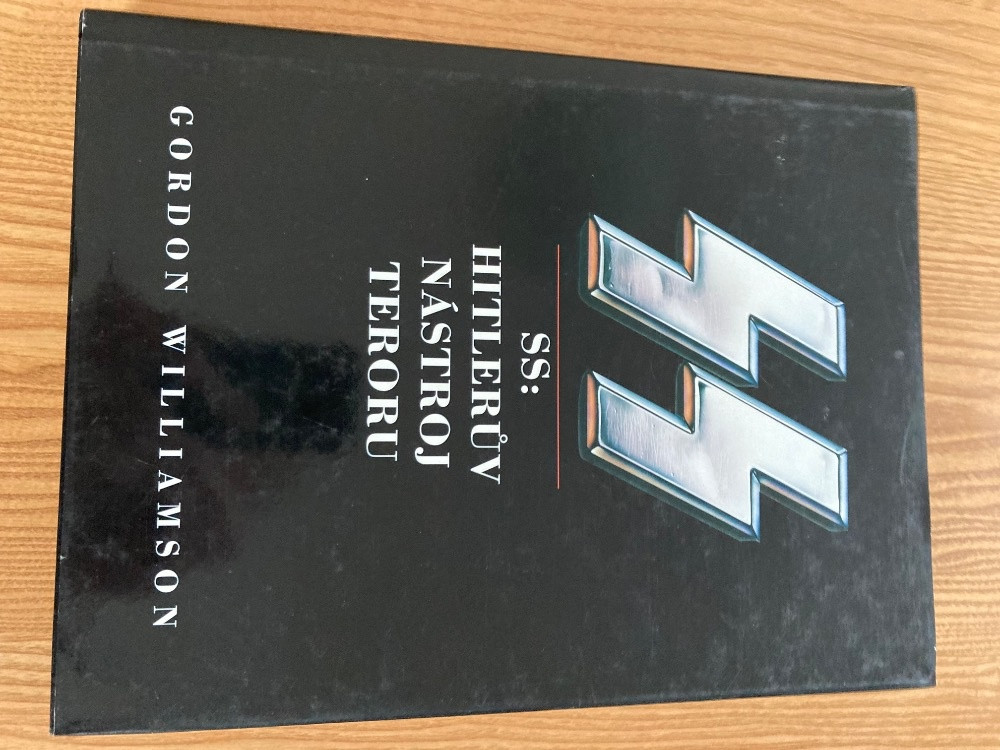 SS:
HITLERŮV
NÁSTROJ
TERORU
GORDON WILLIAMSON